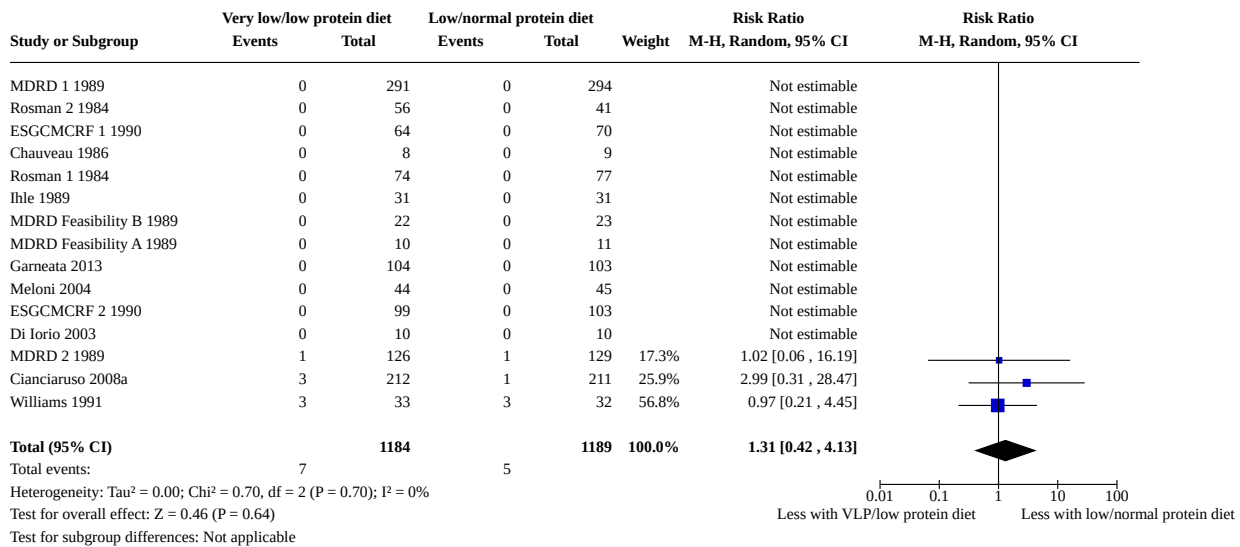 Very low/low protein diet Low/normal protein diet Risk Ratio Risk Ratio
Study or Subgroup Events Total Events Total Weight M-H, Random, 95% CI M-H, Random, 95% CI
MDRD 1 1989 0 291 0 294 Not estimable
Rosman 2 1984 0 56 0 41 Not estimable
ESGCMCRF 1 1990 0 64 0 70 Not estimable
Chauveau 1986 0 8 0 9 Not estimable
Rosman 1 1984 0 74 0 77 Not estimable
Ihle 1989 0 31 0 31 Not estimable
MDRD Feasibility B 1989 0 22 0 23 Not estimable
MDRD Feasibility A 1989 0 10 0 11 Not estimable
Garneata 2013 0 104 0 103 Not estimable
Meloni 2004 0 44 0 45 Not estimable
ESGCMCRF 2 1990 0 99 0 103 Not estimable
Di Iorio 2003 0 10 0 10 Not estimable
MDRD 2 1989 1 126 1 129 17.3% 1.02 [0.06 , 16.19]
Cianciaruso 2008a 3 212 1 211 25.9% 2.99 [0.31 , 28.47]
Williams 1991 3 33 3 32 56.8% 0.97 [0.21 , 4.45]
Total (95% CI) 1184 1189 100.0% 1.31 [0.42 , 4.13]
Total events: 7 5
Heterogeneity: Tau² = 0.00; Chi² = 0.70, df = 2 (P = 0.70); I² = 0%
0.01 0.1 1 10 100
Test for overall effect: Z = 0.46 (P = 0.64) Less with VLP/low protein diet Less with low/normal protein diet
Test for subgroup differences: Not applicable